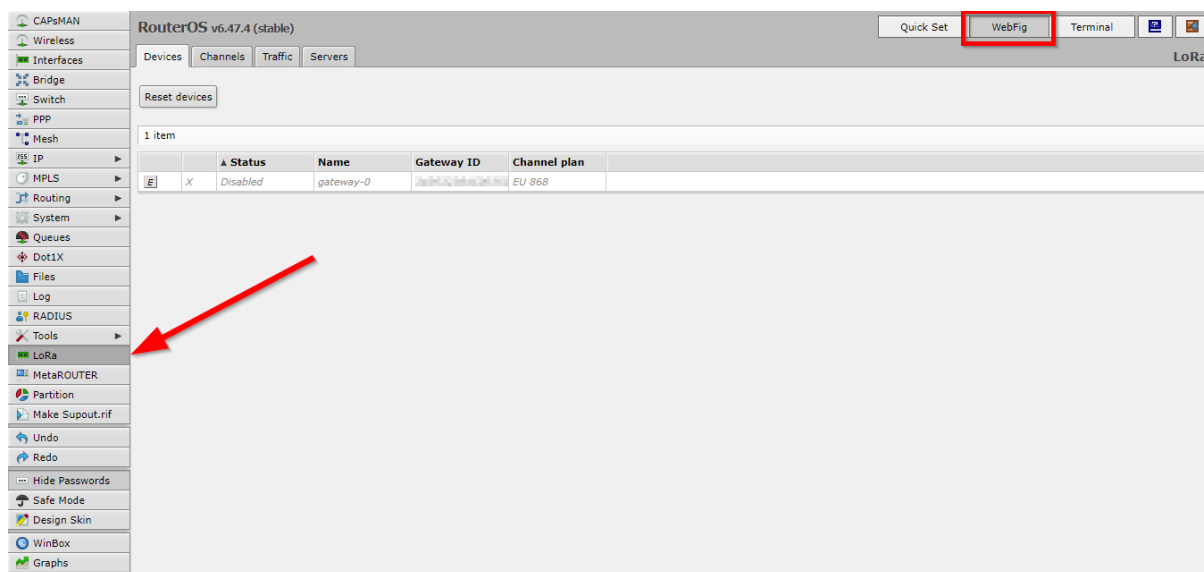 CAPsMAN
Wireless
Interfaces
Bridge
Switch
PPP
Mesh
IP
MPLS
Routing
System
Queues
Dot1X
Files
Log
RADIUS
Tools
LoRa
MetaROUTER
Partition
Make Supout.rif
Undo
Redo
Hide Passwords
Safe Mode
Design Skin
WinBox
Graphs
RouterOS v6.47.4 (stable)
Quick Set WebFig Terminal
Devices Channels Traffic Servers
LoRa
Reset devices
1 item
▲ Status Name Gateway ID Channel plan
E X Disabled gateway-0 EU 868